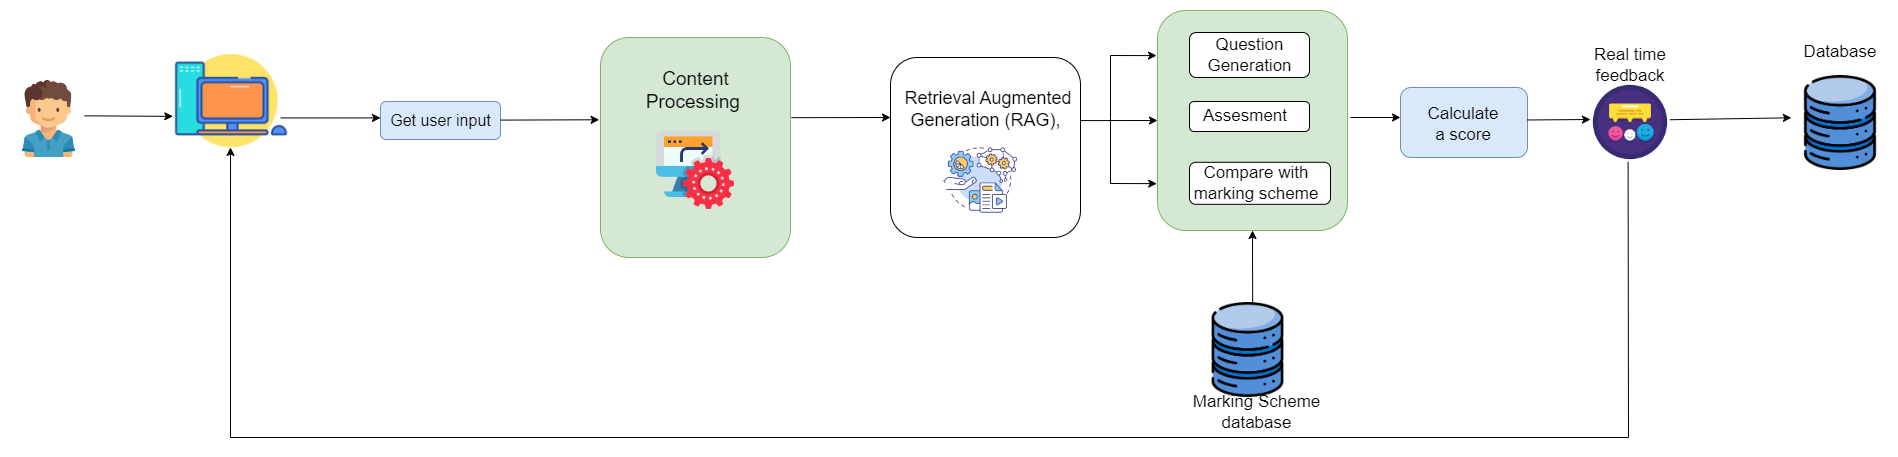 Get user input
Content
Processing
Retrieval Augmented
Generation (RAG),
Question
Generation
Assesment
Compare with
marking scheme
Marking Scheme
database
Calculate
a score
Real time
feedback
Database